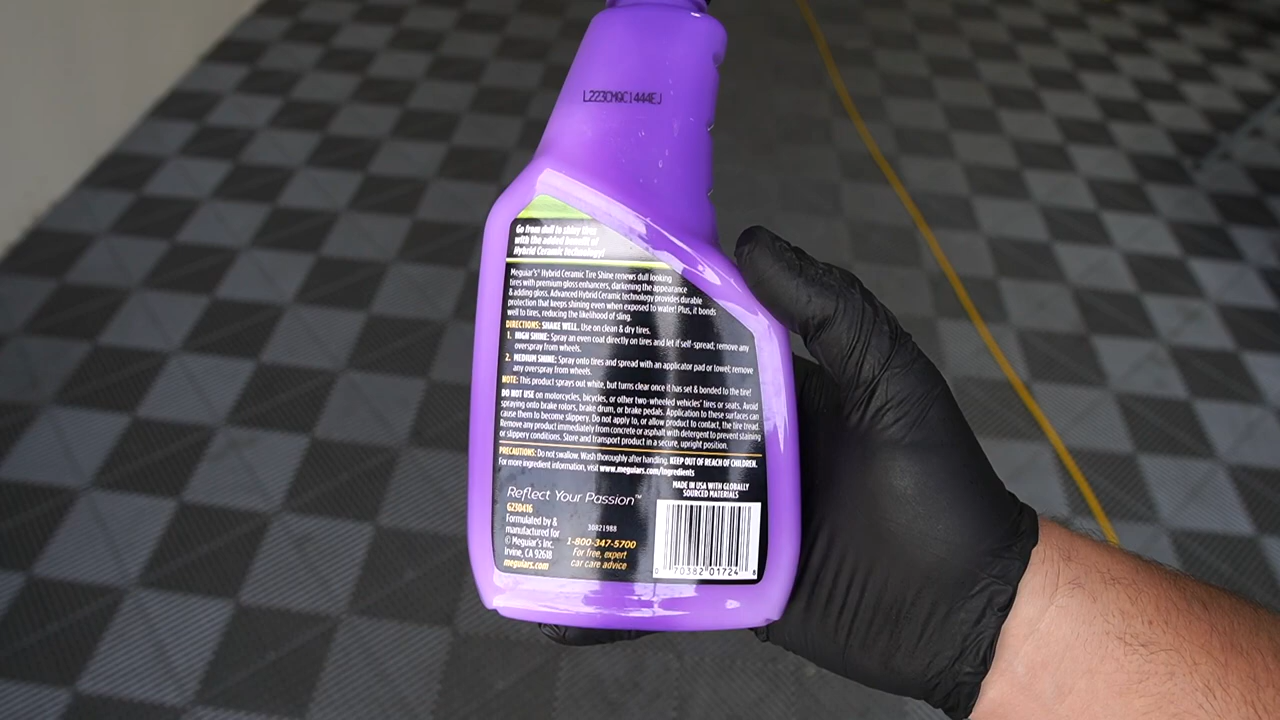 L223CM9C1444EJ
Go from dull to shiny tires
with the added benefit of
Hybrid Ceramic technology!
Meguiar's® Hybrid Ceramic Tire Shine renews dull looking
tires with premium gloss enhancers, darkening the appearance
& adding gloss. Advanced Hybrid Ceramic technology provides durable
protection that keeps shining even when exposed to water! Plus, it bonds
well to tires, reducing the likelihood of sling.
DIRECTIONS: SHAKE WELL. Use on clean & dry tires.
1. HIGH SHINE: Spray an even coat directly on tires and let it self-spread; remove any
overspray from wheels.
2. MEDIUM SHINE: Spray onto tires and spread with an applicator pad or towel; remove
any overspray from wheels.
NOTE: This product sprays out white, but turns clear once it has set & bonded to the tire!
DO NOT USE on motorcycles, bicycles, or other two-wheeled vehicles' tires or seats. Avoid
spraying onto brake rotors, brake drum, or brake pedals. Application to these surfaces can
cause them to become slippery. Do not apply to, or allow product to contact, the tire tread.
Remove any product immediately from concrete or asphalt with detergent to prevent staining
or slippery conditions. Store and transport product in a secure, upright position.
PRECAUTIONS: Do not swallow. Wash thoroughly after handling. KEEP OUT OF REACH OF CHILDREN.
For more ingredient information, visit www.meguiars.com/ingredients
MADE IN USA WITH GLOBALLY
SOURCED MATERIALS
Reflect Your Passion™
G230416
Formulated by &
manufactured for
© Meguiar's Inc.
Irvine, CA 92618
meguiars.com
30821988
1-800-347-5700
For free, expert
car care advice
0 70382 01724 8